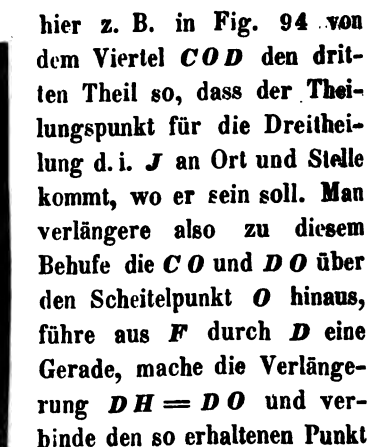 hier z. B. in Fig. 94 von
dem Viertel COD den drit-
ten Theil so, dass der Thei-
lungspunkt für die Dreithei-
lung d. i. J an Ort und Stelle
kommt, wo er sein soll. Man
verlängere also zu diesem
Behufe die CO und DO über
den Scheitelpunkt O hinaus,
führe aus F durch D eine
Gerade, mache die Verlänge-
rung DH = DO und ver-
binde den so erhaltenen Punkt